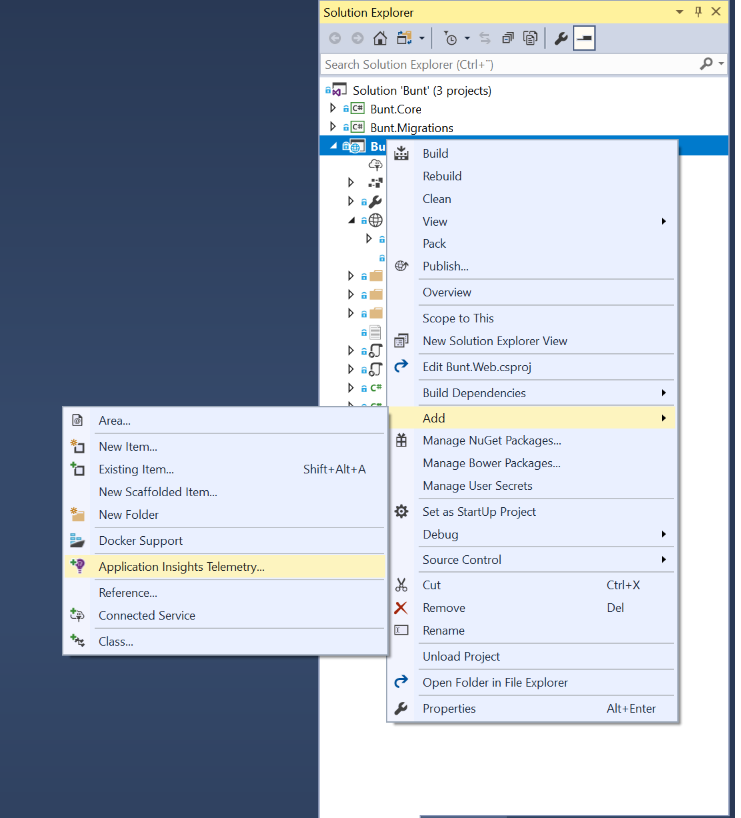 Solution Explorer
Search Solution Explorer (Ctrl+¨)
Solution 'Bunt' (3 projects)
C# Bunt.Core
C# Bunt.Migrations
Bu
Build
Rebuild
Clean
View
Pack
Publish...
Overview
Scope to This
New Solution Explorer View
Edit Bunt.Web.csproj
Build Dependencies
C#
Add
Manage NuGet Packages...
Manage Bower Packages...
Manage User Secrets
Set as StartUp Project
Debug
Source Control
Cut Ctrl+X
Remove Del
Rename
Unload Project
Open Folder in File Explorer
Properties Alt+Enter
Area...
New Item...
Existing Item... Shift+Alt+A
New Scaffolded Item...
New Folder
Docker Support
Application Insights Telemetry...
Reference...
Connected Service
Class...